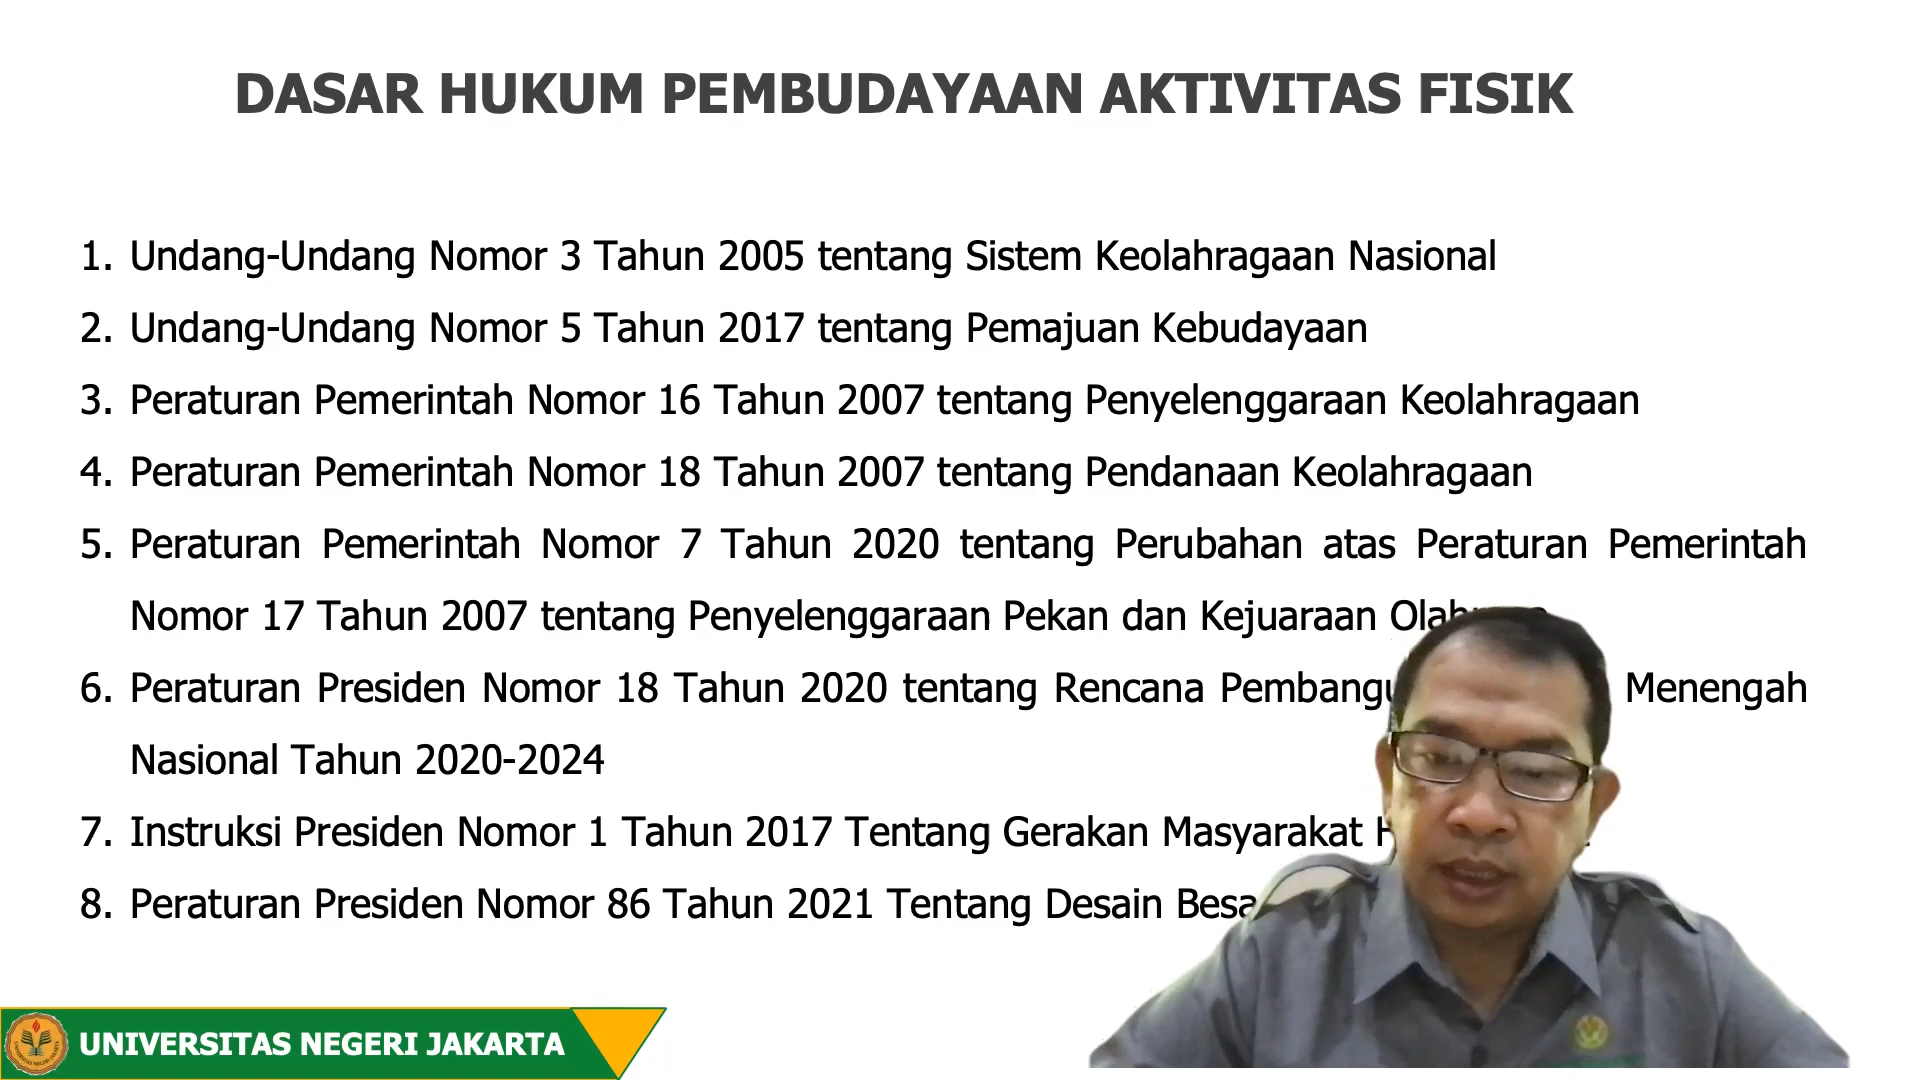 DASAR HUKUM PEMBUDAYAAN AKTIVITAS FISIK
1. Undang-Undang Nomor 3 Tahun 2005 tentang Sistem Keolahragaan Nasional
2. Undang-Undang Nomor 5 Tahun 2017 tentang Pemajuan Kebudayaan
3. Peraturan Pemerintah Nomor 16 Tahun 2007 tentang Penyelenggaraan Keolahragaan
4. Peraturan Pemerintah Nomor 18 Tahun 2007 tentang Pendanaan Keolahragaan
5. Peraturan Pemerintah Nomor 7 Tahun 2020 tentang Perubahan atas Peraturan Pemerintah
Nomor 17 Tahun 2007 tentang Penyelenggaraan Pekan dan Kejuaraan
6. Peraturan Presiden Nomor 18 Tahun 2020 tentang Rencana Menengah
Nasional Tahun 2020-2024
7. Instruksi Presiden Nomor 1 Tahun 2017 Tentang Gerakan Masyarakat
8. Peraturan Presiden Nomor 86 Tahun 2021 Tentang Desain
UNIVERSITAS NEGERI JAKARTA